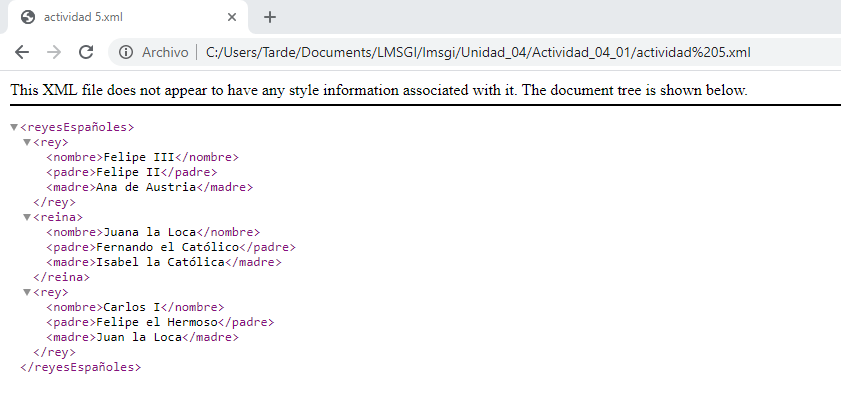 actividad 5.xml
Archivo C:/Users/Tarde/Documents/LMSGI/lmsgi/Unidad_04/Actividad_04_01/actividad%205.xml
This XML file does not appear to have any style information associated with it. The document tree is shown below.
<reyesEspañoles>
<rey>
<nombre>Felipe III</nombre>
<padre>Felipe II</padre>
<madre>Ana de Austria</madre>
</rey>
<reina>
<nombre>Juana la Loca</nombre>
<padre>Fernando el Católico</padre>
<madre>Isabel la Católica</madre>
</reina>
<rey>
<nombre>Carlos I</nombre>
<padre>Felipe el Hermoso</padre>
<madre>Juan la Loca</madre>
</rey>
</reyesEspañoles>